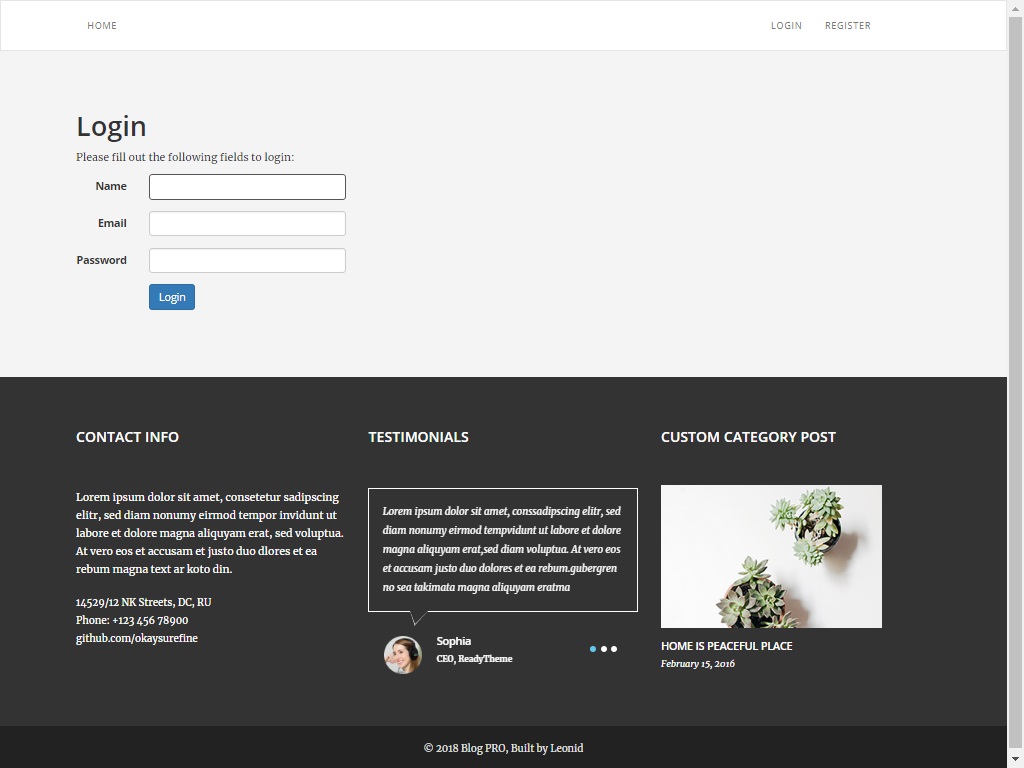 HOME
LOGIN
REGISTER
Login
Please fill out the following fields to login:
Name
Email
Password
Login
CONTACT INFO
Lorem ipsum dolor sit amet, consetetur sadipscing
elitr, sed diam nonumy eirmod tempor invidunt ut
labore et dolore magna aliquyam erat, sed voluptua.
At vero eos et accusam et justo duo dlores et ea
rebum magna text ar koto din.
14529/12 NK Streets, DC, RU
Phone: +123 456 78900
github.com/okaysurefine
TESTIMONIALS
Lorem ipsum dolor sit amet, conssadipscing elitr, sed
diam nonumy eirmod tempvidunt ut labore et dolore
magna aliquyam erat,sed diam voluptua. At vero eos
et accusam justo duo dolores et ea rebum.gubergren
no sea takimata magna aliquyam eratma
Sophia
CEO, ReadyTheme
CUSTOM CATEGORY POST
HOME IS PEACEFUL PLACE
February 15, 2016
© 2018 Blog PRO, Built by Leonid